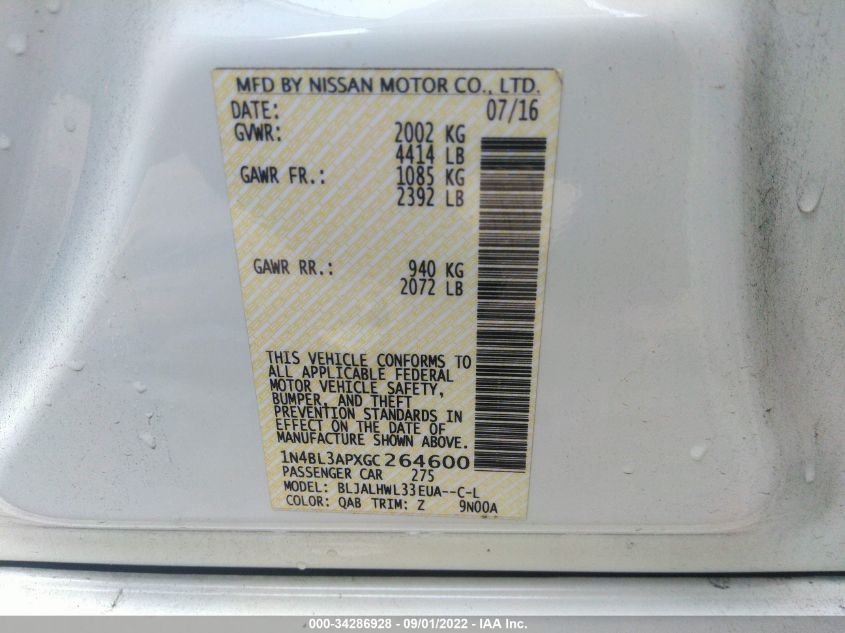 MFD BY NISSAN MOTOR CO., LTD.
DATE: 07/16
GVWR: 2002 KG
4414 LB
GAWR FR.: 1085 KG
2392 LB
GAWR RR.: 940 KG
2072 LB
THIS VEHICLE CONFORMS TO
ALL APPLICABLE FEDERAL
MOTOR VEHICLE SAFETY,
BUMPER, AND THEFT
PREVENTION STANDARDS IN
EFFECT ON THE DATE OF
MANUFACTURE SHOWN ABOVE.
1N4BL3APXGC264600
PASSENGER CAR 275
MODEL: BLJALHWL33EUA--C-L
COLOR: QAB TRIM: Z 9N00A
000-34286928 - 09/01/2022 - IAA Inc.